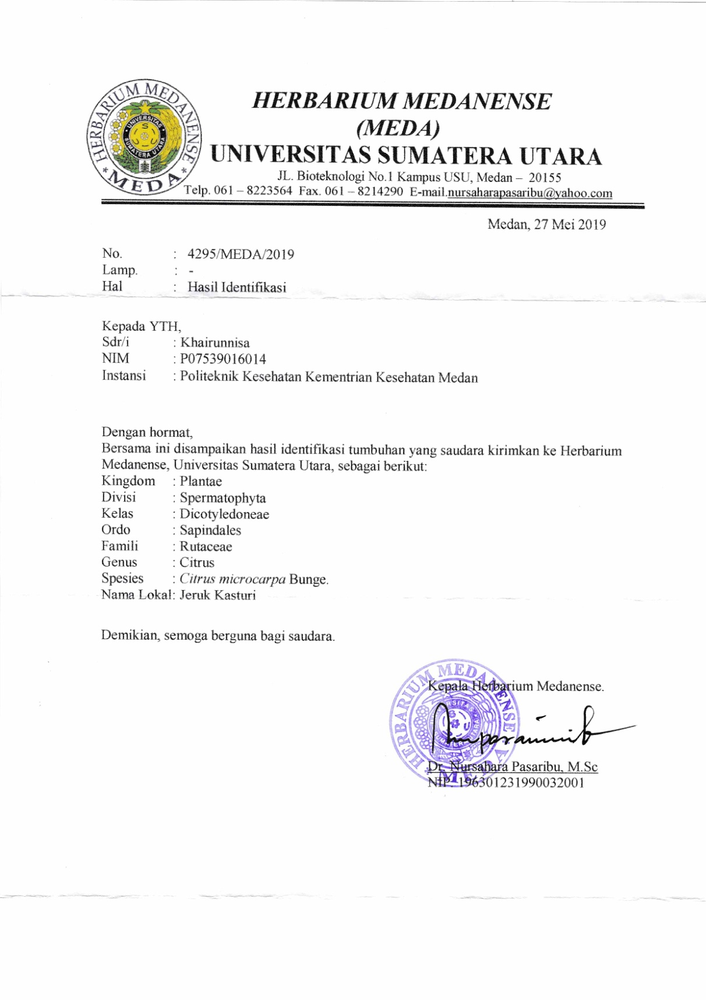 HERBARIUM MEDANENSE
* MEDA *
UNIVERSITAS
SUMATERA UTARA
HERBARIUM MEDANENSE
(MEDA)
UNIVERSITAS SUMATERA UTARA
JL. Bioteknologi No.1 Kampus USU, Medan – 20155
Telp. 061 – 8223564 Fax. 061 – 8214290 E-mail.nursaharapasaribu@yahoo.com
Medan, 27 Mei 2019
No. : 4295/MEDA/2019
Lamp. : -
Hal : Hasil Identifikasi
Kepada YTH,
Sdr/i : Khairunnisa
NIM : P07539016014
Instansi : Politeknik Kesehatan Kementrian Kesehatan Medan
Dengan hormat,
Bersama ini disampaikan hasil identifikasi tumbuhan yang saudara kirimkan ke Herbarium
Medanense, Universitas Sumatera Utara, sebagai berikut:
Kingdom : Plantae
Divisi : Spermatophyta
Kelas : Dicotyledoneae
Ordo : Sapindales
Famili : Rutaceae
Genus : Citrus
Spesies : Citrus microcarpa Bunge.
Nama Lokal: Jeruk Kasturi
Demikian, semoga berguna bagi saudara.
HERBARIUM MEDANENSE
* MEDA *
Kepala Herbarium Medanense.
Dr. Nursahara Pasaribu, M.Sc
NIP. 196301231990032001